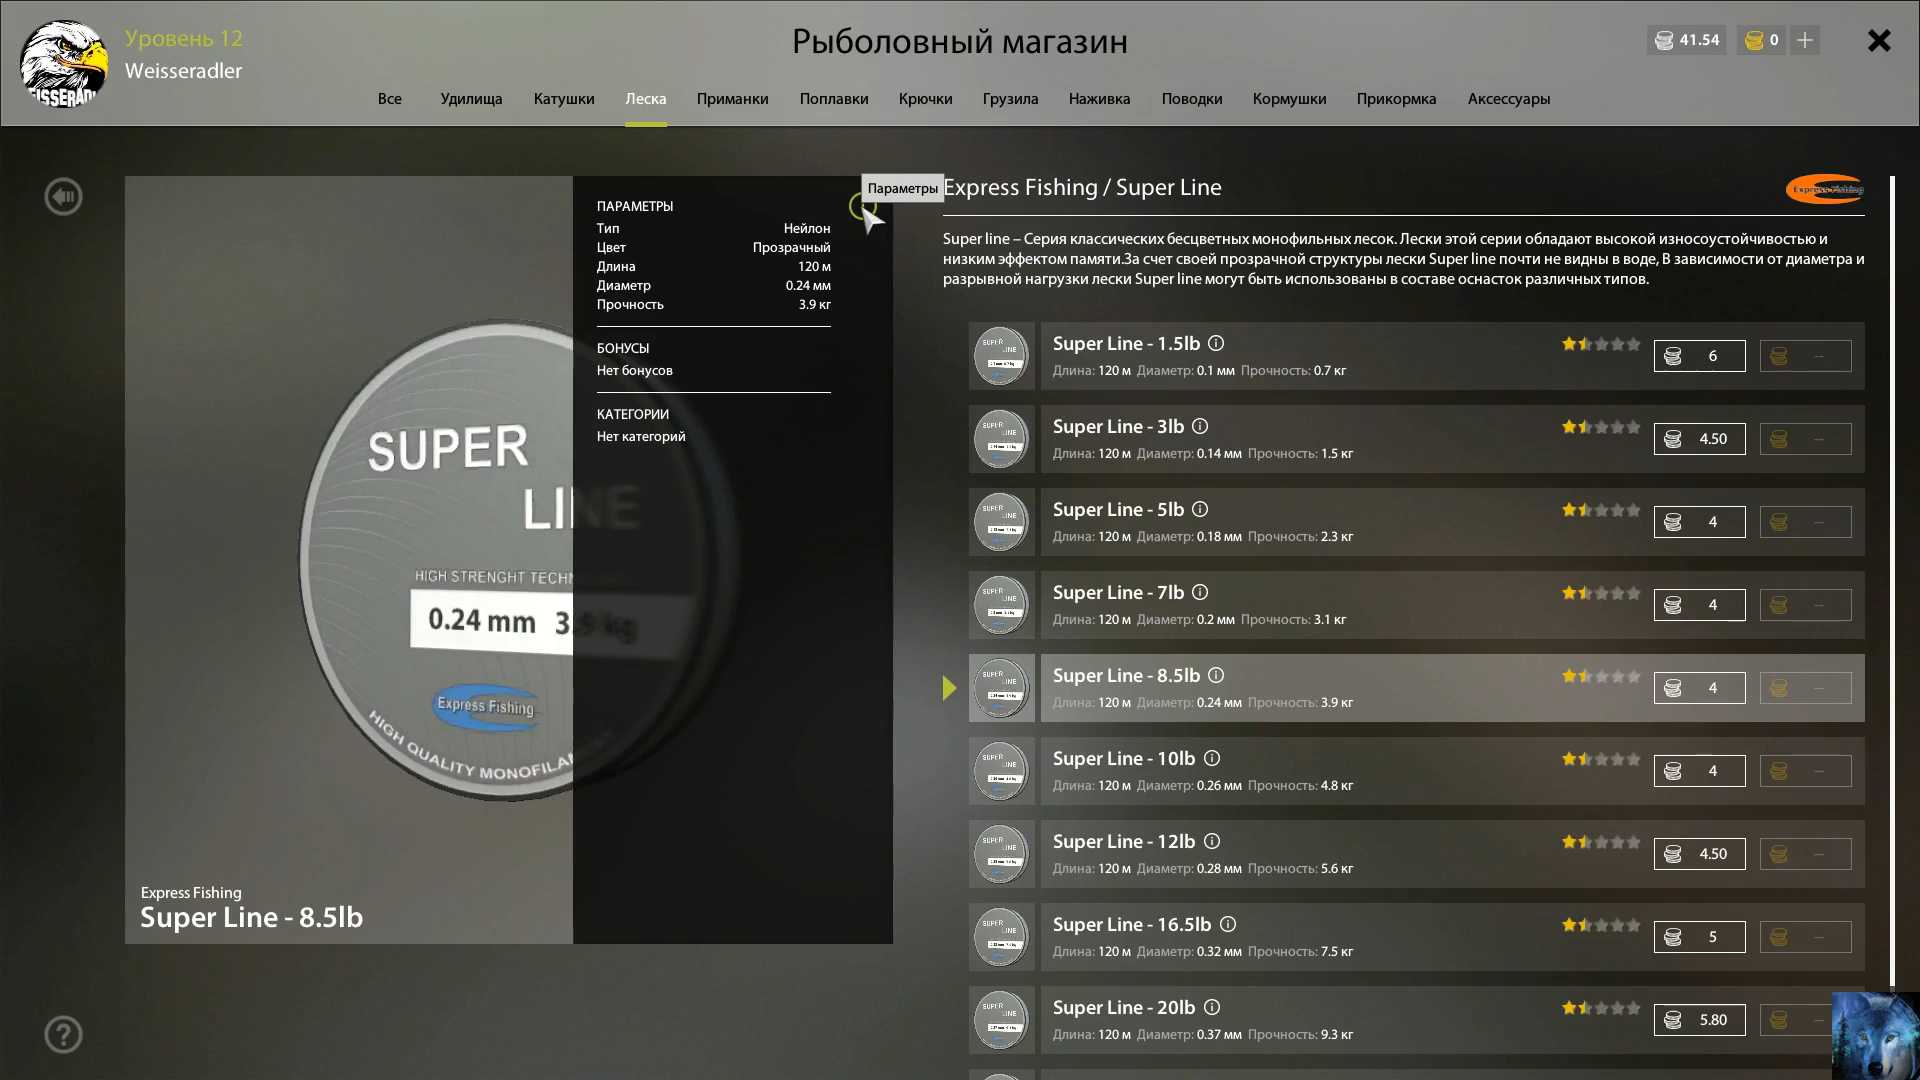 Уровень 12
Weisseradler
Рыболовный магазин
41.54
0
Все Удилища Катушки Леска Приманки Поплавки Крючки Грузила Наживка Поводки Кормушки Прикормка Аксессуары
ПАРАМЕТРЫ
Тип Нейлон
Цвет Прозрачный
Длина 120 м
Диаметр 0.24 мм
Прочность 3.9 кг
БОНУСЫ
Нет бонусов
КАТЕГОРИИ
Нет категорий
Параметры
SUPER
LINE
HIGH STRENGHT
0.24 mm 3.9 kg
Express Fishing
HIGH QUALITY
Express Fishing
Super Line - 8.5lb
Express Fishing / Super Line
Express Fishing
Super line – Серия классических бесцветных монофильных лесок. Лески этой серии обладают высокой износоустойчивостью и
низким эффектом памяти.За счет своей прозрачной структуры лески Super line почти не видны в воде, В зависимости от диаметра и
разрывной нагрузки лески Super line могут быть использованы в составе оснасток различных типов.
Super Line - 1.5lb
Длина: 120 м Диаметр: 0.1 мм Прочность: 0.7 кг
6 --
Super Line - 3lb
Длина: 120 м Диаметр: 0.14 мм Прочность: 1.5 кг
4.50 --
Super Line - 5lb
Длина: 120 м Диаметр: 0.18 мм Прочность: 2.3 кг
4 --
Super Line - 7lb
Длина: 120 м Диаметр: 0.2 мм Прочность: 3.1 кг
4 --
Super Line - 8.5lb
Длина: 120 м Диаметр: 0.24 мм Прочность: 3.9 кг
4 --
Super Line - 10lb
Длина: 120 м Диаметр: 0.26 мм Прочность: 4.8 кг
4 --
Super Line - 12lb
Длина: 120 м Диаметр: 0.28 мм Прочность: 5.6 кг
4.50 --
Super Line - 16.5lb
Длина: 120 м Диаметр: 0.32 мм Прочность: 7.5 кг
5 --
Super Line - 20lb
Длина: 120 м Диаметр: 0.37 мм Прочность: 9.3 кг
5.80 --